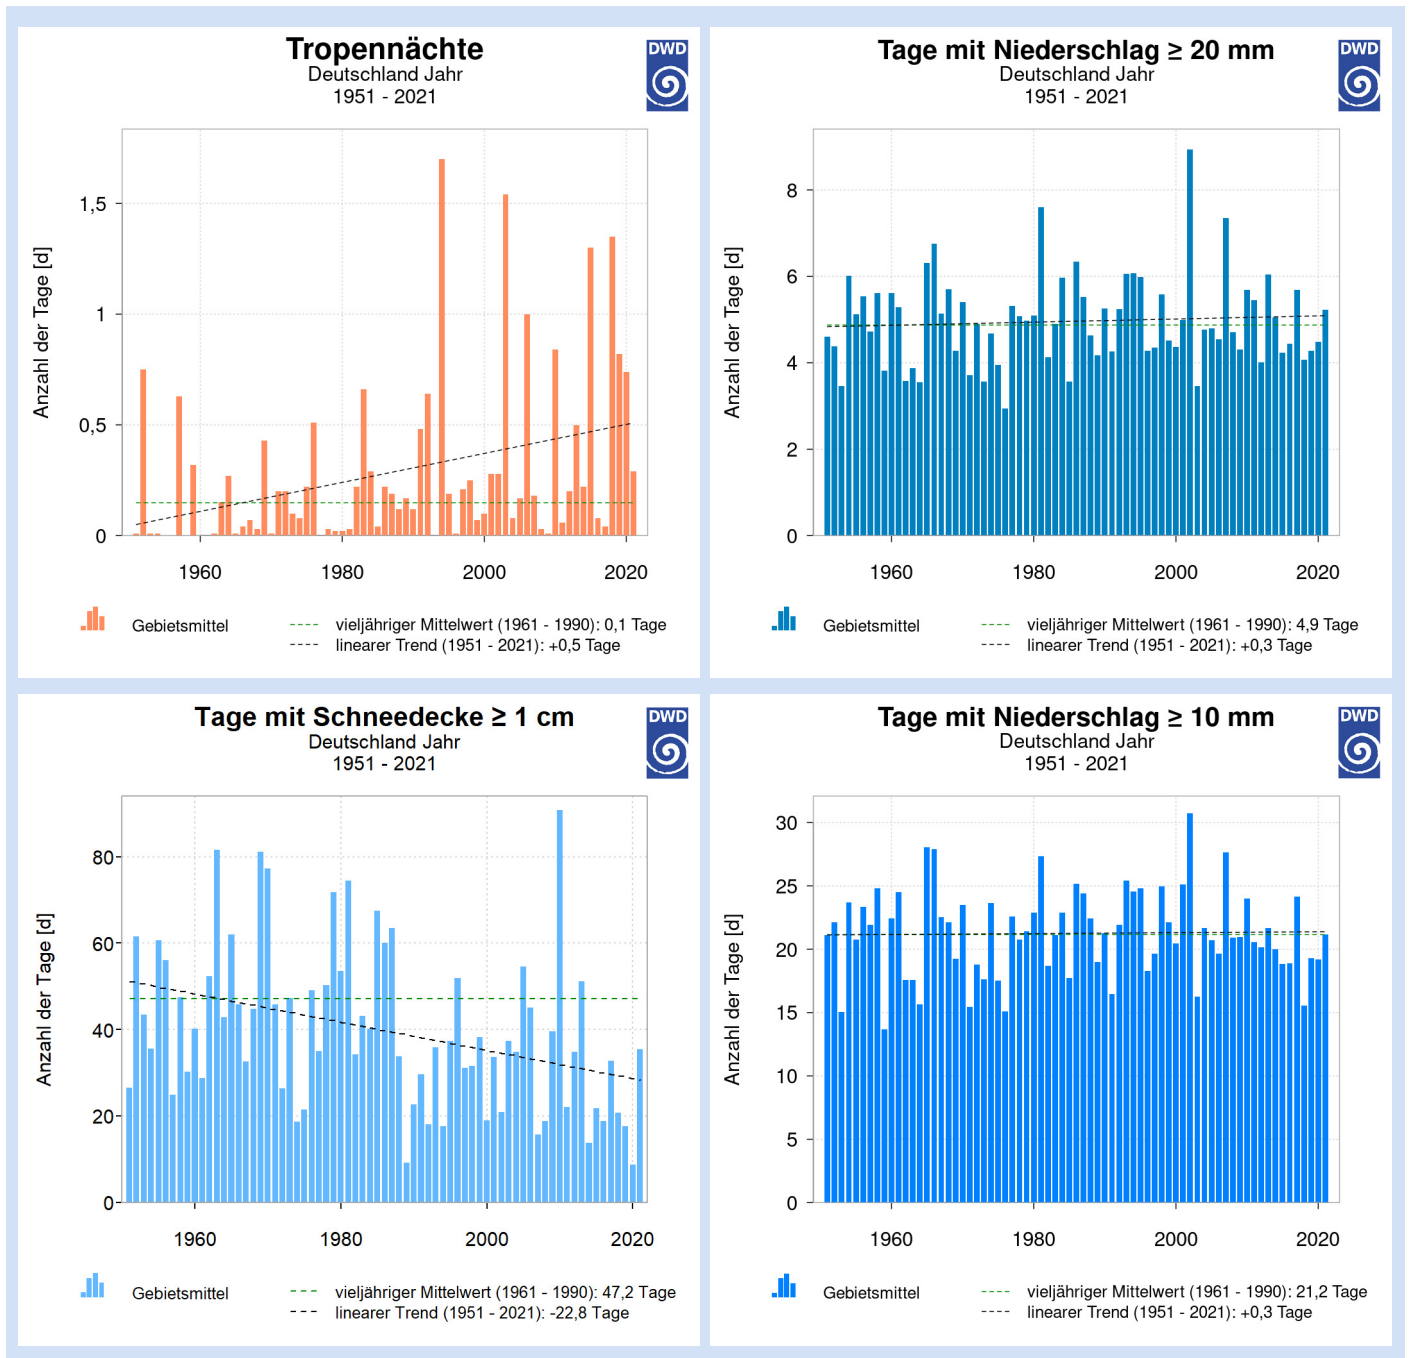 Tropennächte
Deutschland Jahr
1951 - 2021
DWD
Anzahl der Tage [d]
1,5
1
0,5
0
1960 1980 2000 2020
Gebietsmittel
vieljähriger Mittelwert (1961 - 1990): 0,1 Tage
linearer Trend (1951 - 2021): +0,5 Tage
Tage mit Niederschlag ≥ 20 mm
Deutschland Jahr
1951 - 2021
DWD
Anzahl der Tage [d]
8
6
4
2
0
1960 1980 2000 2020
Gebietsmittel
vieljähriger Mittelwert (1961 - 1990): 4,9 Tage
linearer Trend (1951 - 2021): +0,3 Tage
Tage mit Schneedecke ≥ 1 cm
Deutschland Jahr
1951 - 2021
DWD
Anzahl der Tage [d]
80
60
40
20
0
1960 1980 2000 2020
Gebietsmittel
vieljähriger Mittelwert (1961 - 1990): 47,2 Tage
linearer Trend (1951 - 2021): -22,8 Tage
Tage mit Niederschlag ≥ 10 mm
Deutschland Jahr
1951 - 2021
DWD
Anzahl der Tage [d]
30
25
20
15
10
5
0
1960 1980 2000 2020
Gebietsmittel
vieljähriger Mittelwert (1961 - 1990): 21,2 Tage
linearer Trend (1951 - 2021): +0,3 Tage